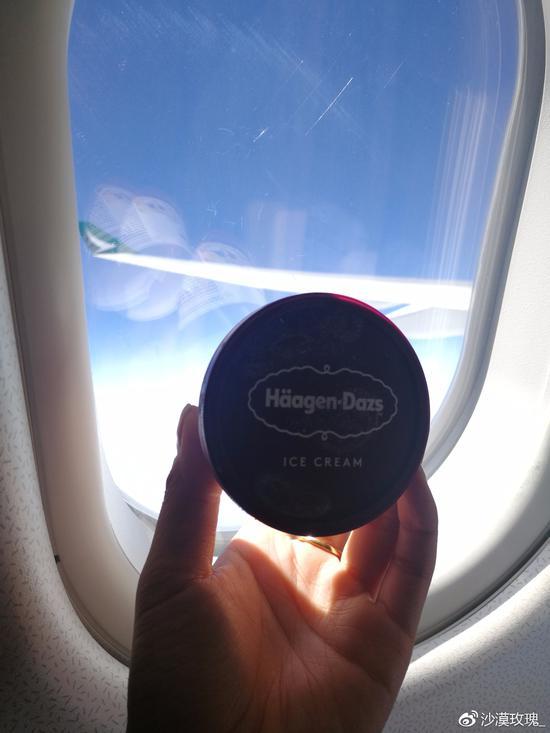 Häagen-Dazs
ICE CREAM
沙漠玫瑰_